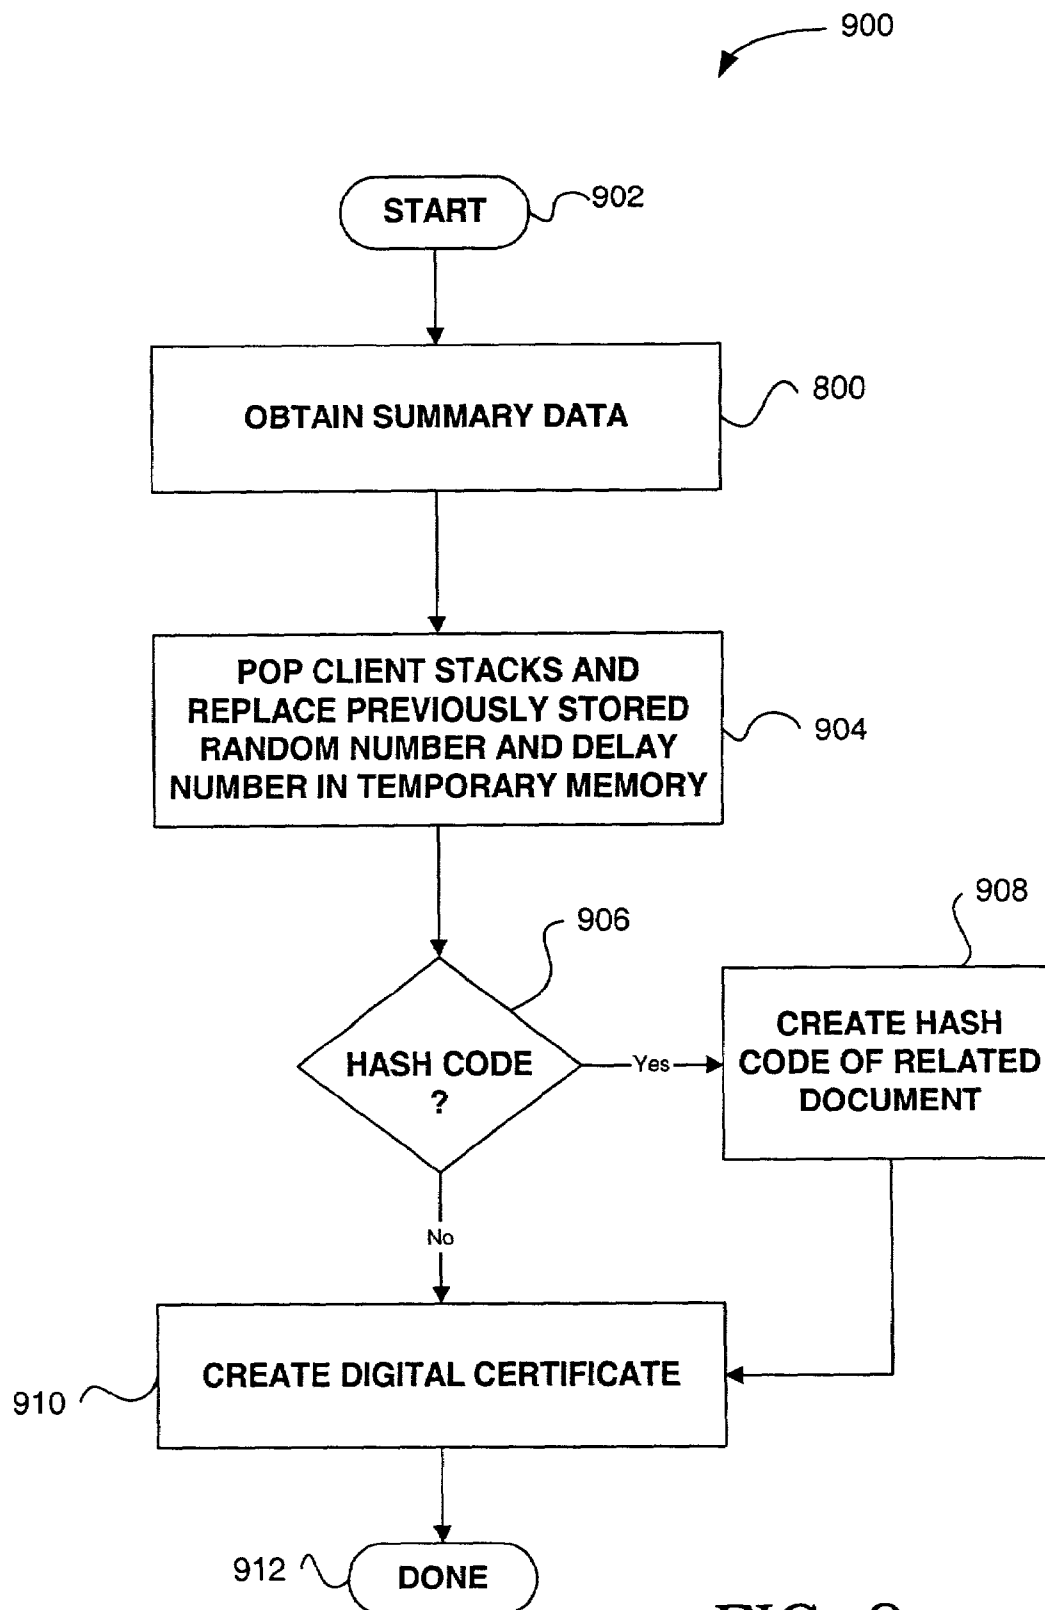 900
START
902
OBTAIN SUMMARY DATA
800
POP CLIENT STACKS AND
REPLACE PREVIOUSLY STORED
RANDOM NUMBER AND DELAY
NUMBER IN TEMPORARY MEMORY
904
906
908
HASH CODE
?
Yes
CREATE HASH
CODE OF RELATED
DOCUMENT
No
CREATE DIGITAL CERTIFICATE
910
912
DONE